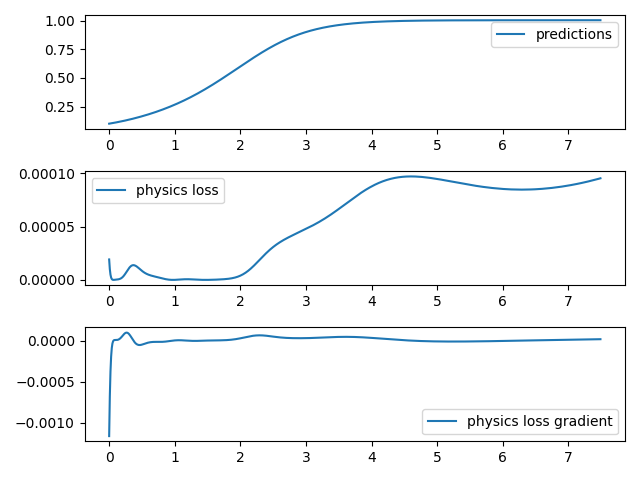 1.00
0.75
0.50
0.25
predictions
0 1 2 3 4 5 6 7
0.00010
0.00005
0.00000
physics loss
0 1 2 3 4 5 6 7
0.0000
−0.0005
−0.0010
physics loss gradient
0 1 2 3 4 5 6 7